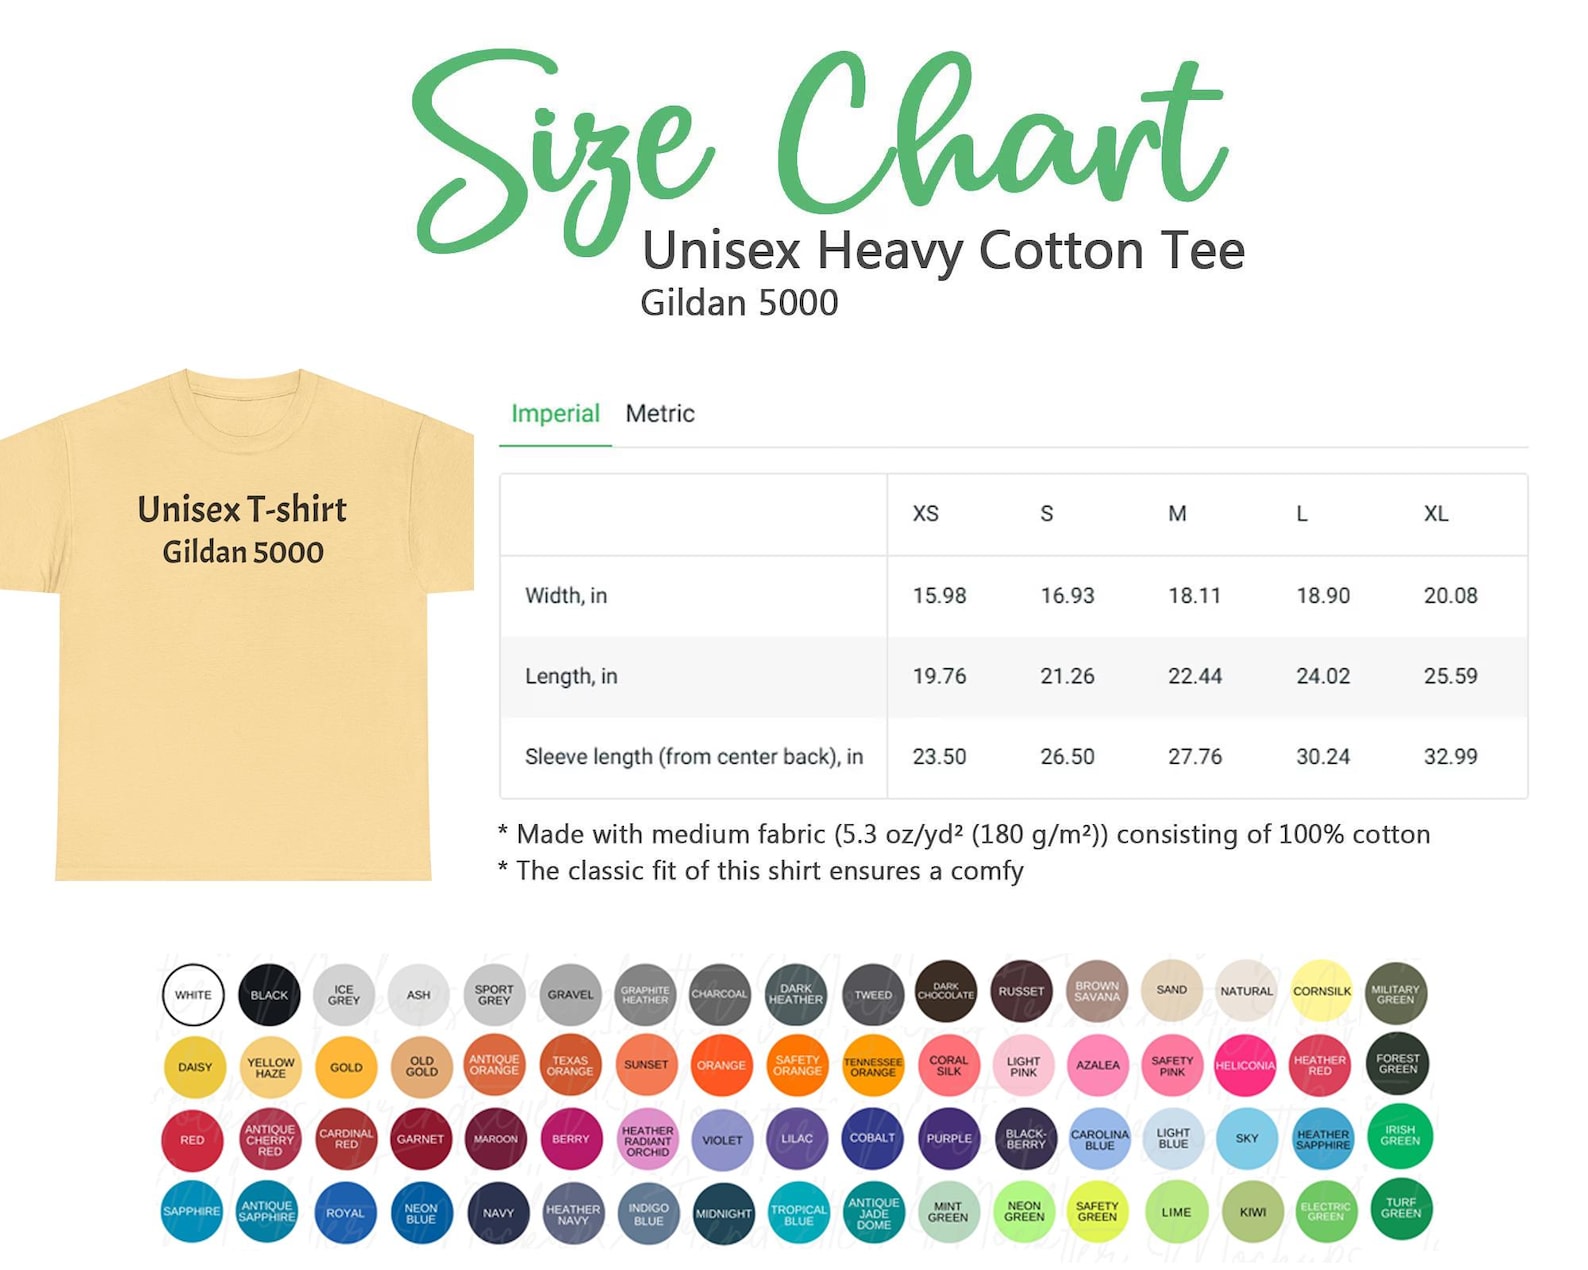 Size Chart
Unisex Heavy Cotton Tee
Gildan 5000
Unisex T-shirt
Gildan 5000
Imperial Metric
XS S M L XL
Width, in 15.98 16.93 18.11 18.90 20.08
Length, in 19.76 21.26 22.44 24.02 25.59
Sleeve length (from center back), in 23.50 26.50 27.76 30.24 32.99
* Made with medium fabric (5.3 oz/yd² (180 g/m²)) consisting of 100% cotton
* The classic fit of this shirt ensures a comfy
WHITE
BLACK
ICE
GREY
ASH
SPORT
GREY
GRAVEL
GRAPHITE
HEATHER
CHARCOAL
DARK
HEATHER
TWEED
DARK
CHOCOLATE
RUSSET
BROWN
SAVANA
SAND
NATURAL
CORNSILK
MILITARY
GREEN
DAISY
YELLOW
HAZE
GOLD
OLD
GOLD
ANTIQUE
ORANGE
TEXAS
ORANGE
SUNSET
ORANGE
SAFETY
ORANGE
TENNESSEE
ORANGE
CORAL
SILK
LIGHT
PINK
AZALEA
SAFETY
PINK
HELICONIA
HEATHER
RED
FOREST
GREEN
RED
ANTIQUE
CHERRY
RED
CARDINAL
RED
GARNET
MAROON
BERRY
HEATHER
RADIANT
ORCHID
VIOLET
LILAC
COBALT
PURPLE
BLACK-
BERRY
CAROLINA
BLUE
LIGHT
BLUE
SKY
HEATHER
SAPPHIRE
IRISH
GREEN
SAPPHIRE
ANTIQUE
SAPPHIRE
ROYAL
NEON
BLUE
NAVY
HEATHER
NAVY
INDIGO
BLUE
MIDNIGHT
TROPICAL
BLUE
ANTIQUE
JADE
DOME
MINT
GREEN
NEON
GREEN
SAFETY
GREEN
LIME
KIWI
ELECTRIC
GREEN
TURF
GREEN